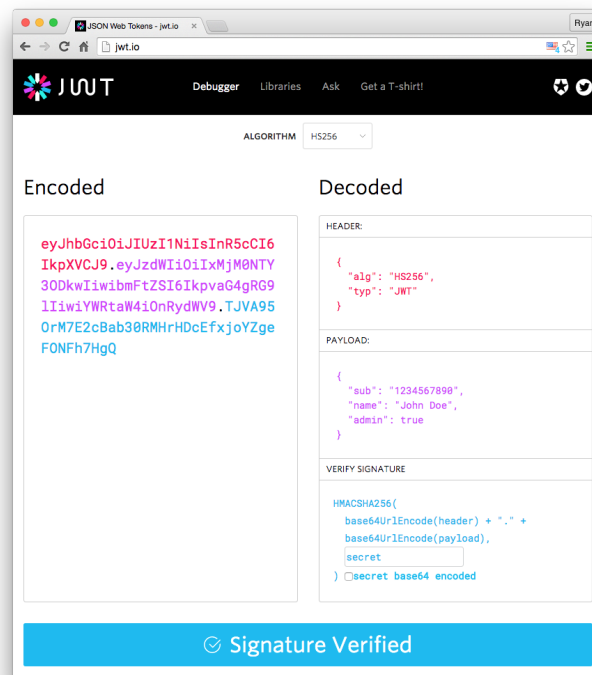 JSON Web Tokens - jwt.io
Ryan
jwt.io
JWT
Debugger Libraries Ask Get a T-shirt!
ALGORITHM HS256
Encoded
eyJhbGciOiJIUzI1NiIsInR5cCI6
IkpXVCJ9.eyJzdWIiOiIxMjM0NTY
3ODkwIiwibmFtZSI6IkpvaG4gRG9
lIiwiYWRtaW4iOnRydWV9.TJVA95
OrM7E2cBab30RMHrHDcEfxjoYZge
FONFh7HgQ
Decoded
HEADER:
{
"alg": "HS256",
"typ": "JWT"
}
PAYLOAD:
{
"sub": "1234567890",
"name": "John Doe",
"admin": true
}
VERIFY SIGNATURE
HMACSHA256(
base64UrlEncode(header) + "." +
base64UrlEncode(payload),
secret
) secret base64 encoded
Signature Verified